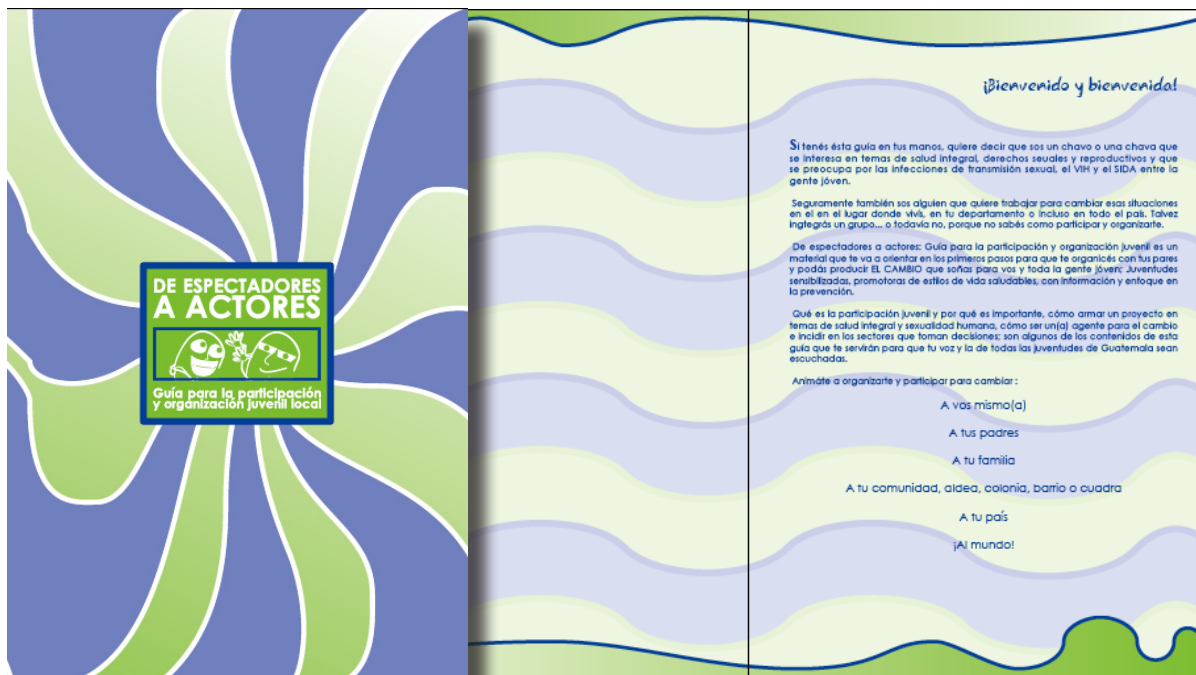 DE ESPECTADORES
A ACTORES
Guía para la participación
y organización juvenil local
¡Bienvenido y bienvenida!
Si tenés ésta guía en tus manos, quiere decir que sos un chavo o una chava que
se interesa en temas de salud integral, derechos seuales y reproductivos y que
se preocupa por las infecciones de transmisión sexual, el VIH y el SIDA entre la
gente jóven.
Seguramente también sos alguien que quiere trabajar para cambiar esas situaciones
en el en el lugar donde vivís, en tu departamento o incluso en todo el país. Talvez
ingtegrás un grupo... o todavía no, porque no sabés como participar y organizarte.
De espectadores a actores: Guía para la participación y organización juvenil es un
material que te va a orientar en los primeros pasos para que te organicés con tus pares
y podás producir EL CAMBIO que soñas para vos y toda la gente jóven; Juventudes
sensibilizadas, promotoras de estilos de vida saludables, con información y enfoque en
la prevención.
Qué es la participación juvenil y por qué es importante, cómo armar un proyecto en
temas de salud integral y sexualidad humana, cómo ser un(a) agente para el cambio
e incidir en los sectores que toman decisiones; son algunos de los contenidos de esta
guía que te servirán para que tu voz y la de todas las juventudes de Guatemala sean
escuchadas.
Animáte a organizarte y participar para cambiar :
A vos mismo(a)
A tus padres
A tu familia
A tu comunidad, aldea, colonia, barrio o cuadra
A tu país
¡Al mundo!